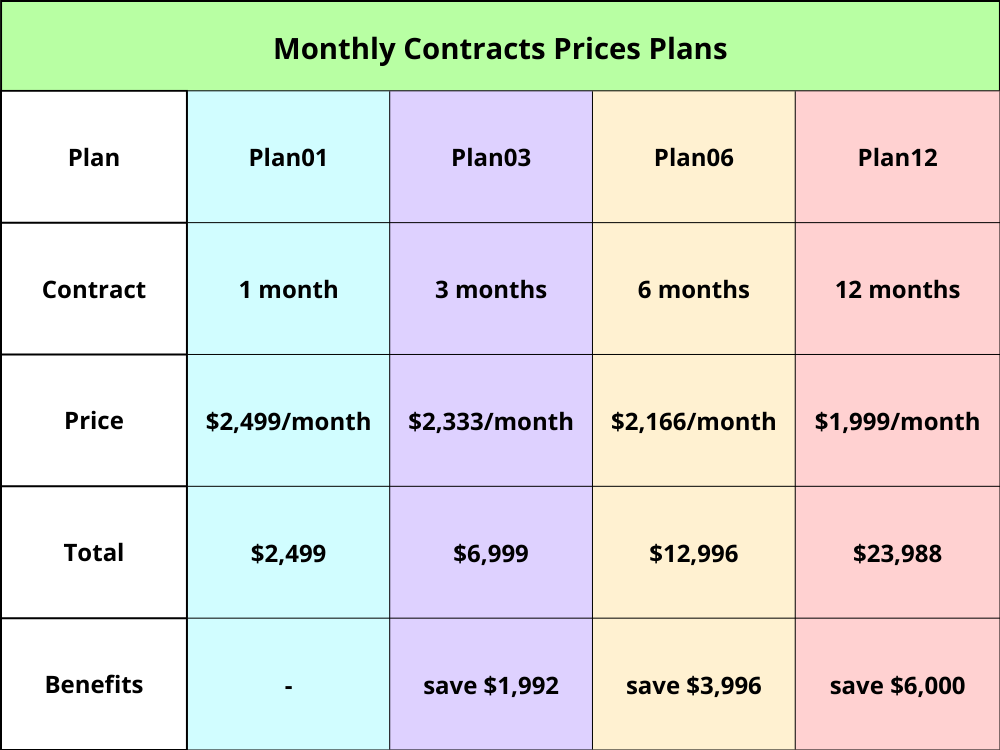 Monthly Contracts Prices Plans
Plan Plan01 Plan03 Plan06 Plan12
Contract 1 month 3 months 6 months 12 months
Price $2,499/month $2,333/month $2,166/month $1,999/month
Total $2,499 $6,999 $12,996 $23,988
Benefits - save $1,992 save $3,996 save $6,000